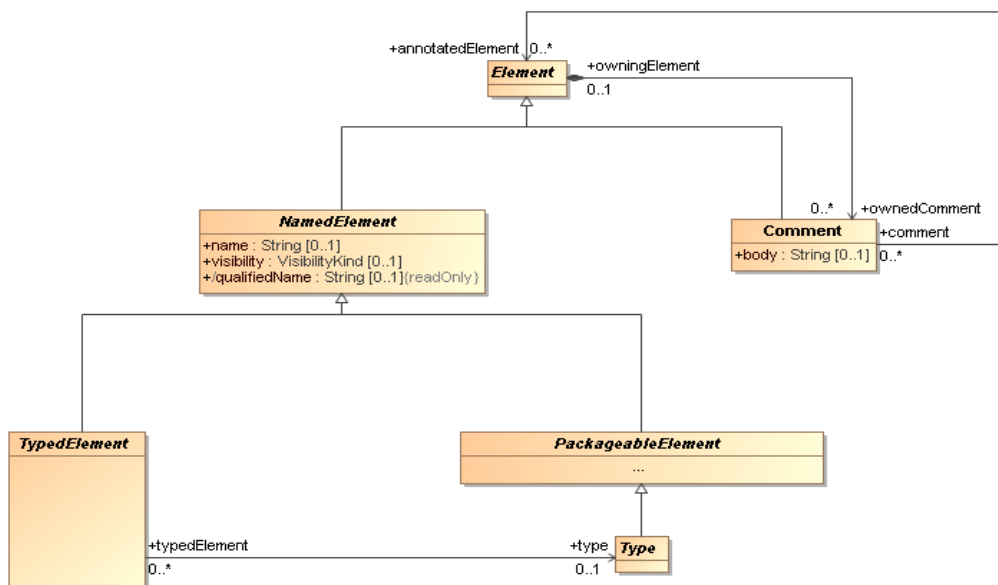 +annotatedElement 0..*
Element
+owningElement
0..1
NamedElement
+name : String [0..1]
+visibility : VisibilityKind [0..1]
+/qualifiedName : String [0..1]{readOnly}
0..* +ownedComment
Comment
+comment
+body : String [0..1]
0..*
TypedElement
PackageableElement
...
+typedElement
0..*
+type
0..1
Type